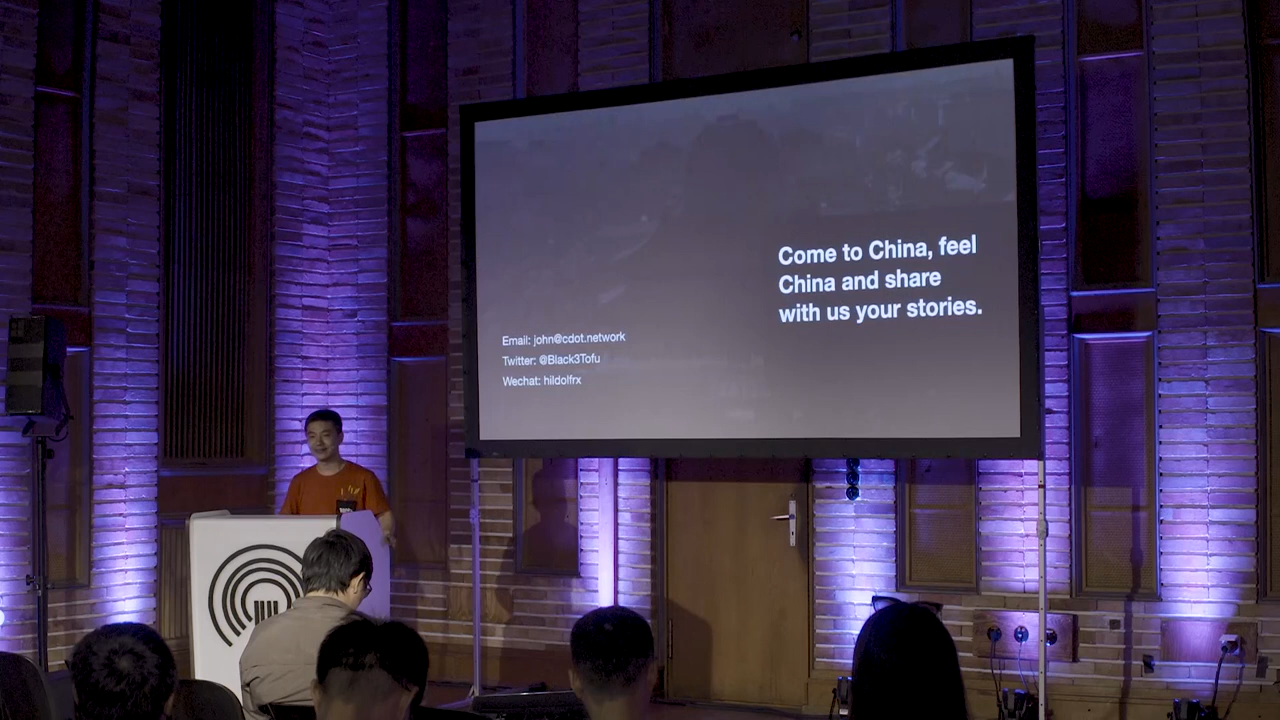 Come to China, feel
China and share
with us your stories.
Email: john@cdot.network
Twitter: @Black3Tofu
Wechat: hildolfrx